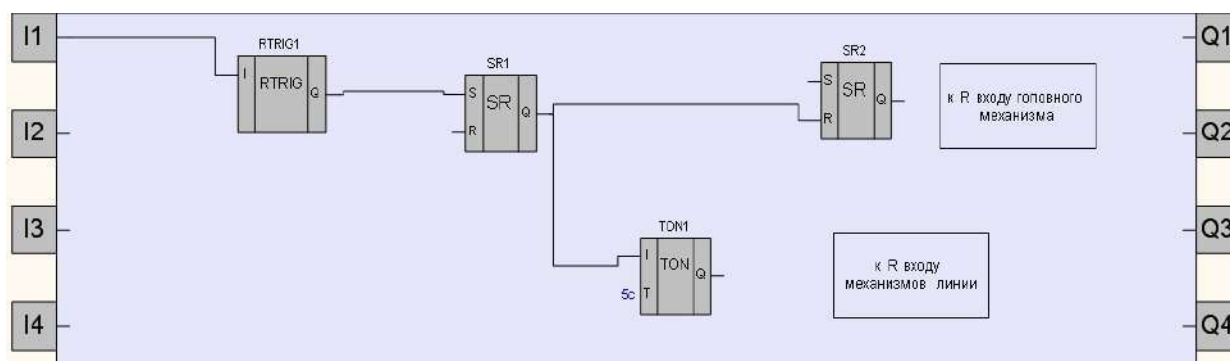 I1
I2
I3
I4
RTRIG1
I
RTRIG
Q
SR1
S
SR
R
Q
SR2
S
SR
R
Q
к R входу головного
механизма
TON1
I
TON
Q
5c
T
к R входу
механизмов линии
Q1
Q2
Q3
Q4